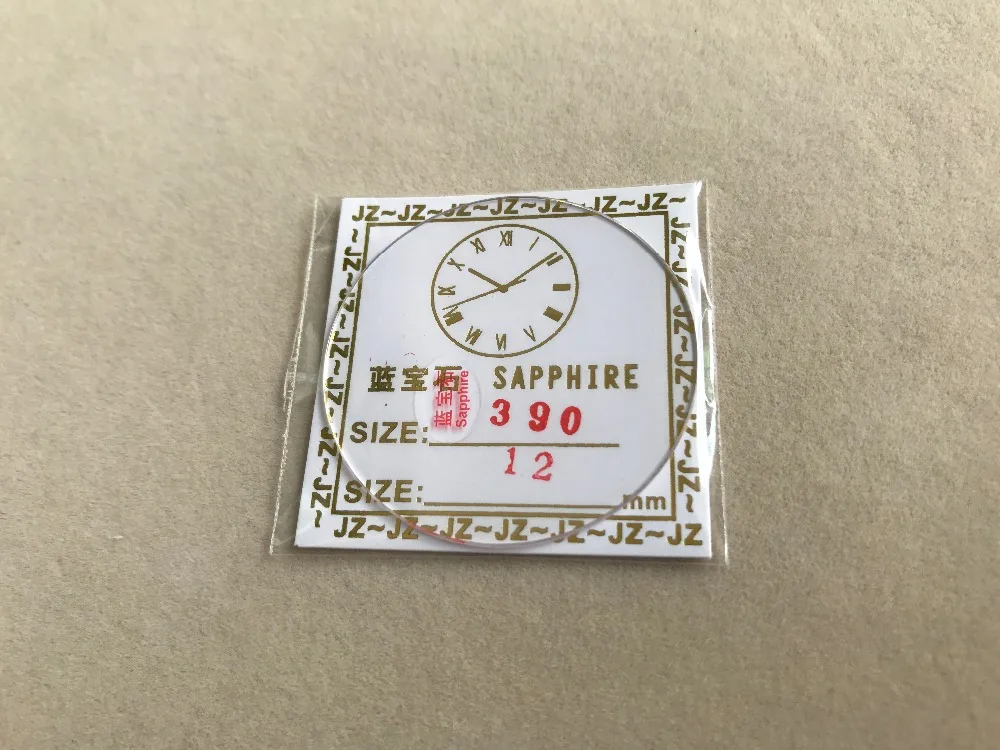 JZ~JZ~JZ~JZ~JZ~JZ~JZ~
XII I
蓝宝石 SAPPHIRE
蓝宝石
Sapphire
SIZE: 390
12
SIZE: mm
JZ~JZ~JZ~JZ~JZ~JZ~JZ